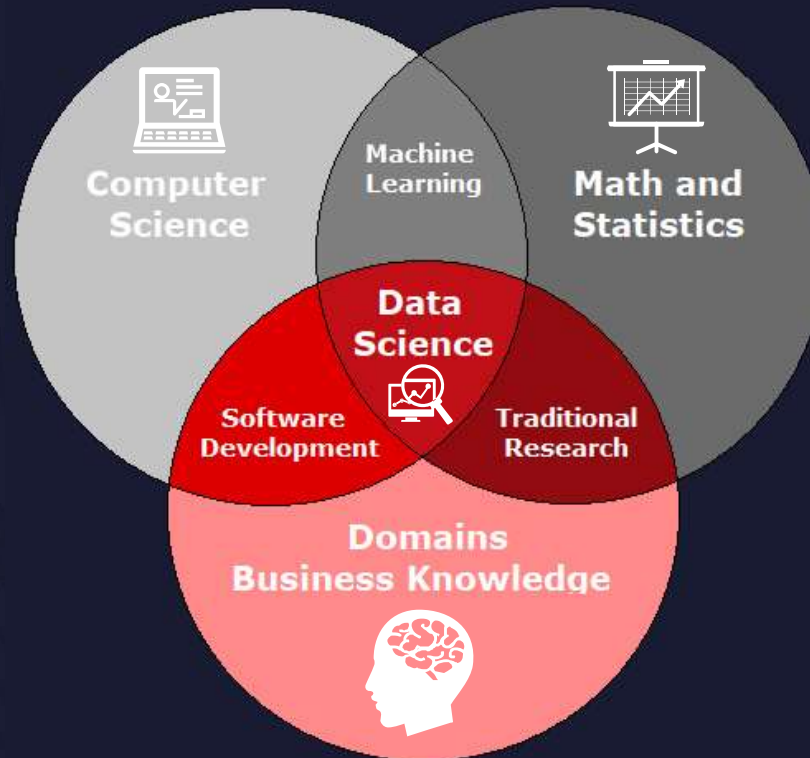 Computer
Science
Machine
Learning
Math and
Statistics
Data
Science
Software
Development
Traditional
Research
Domains
Business Knowledge